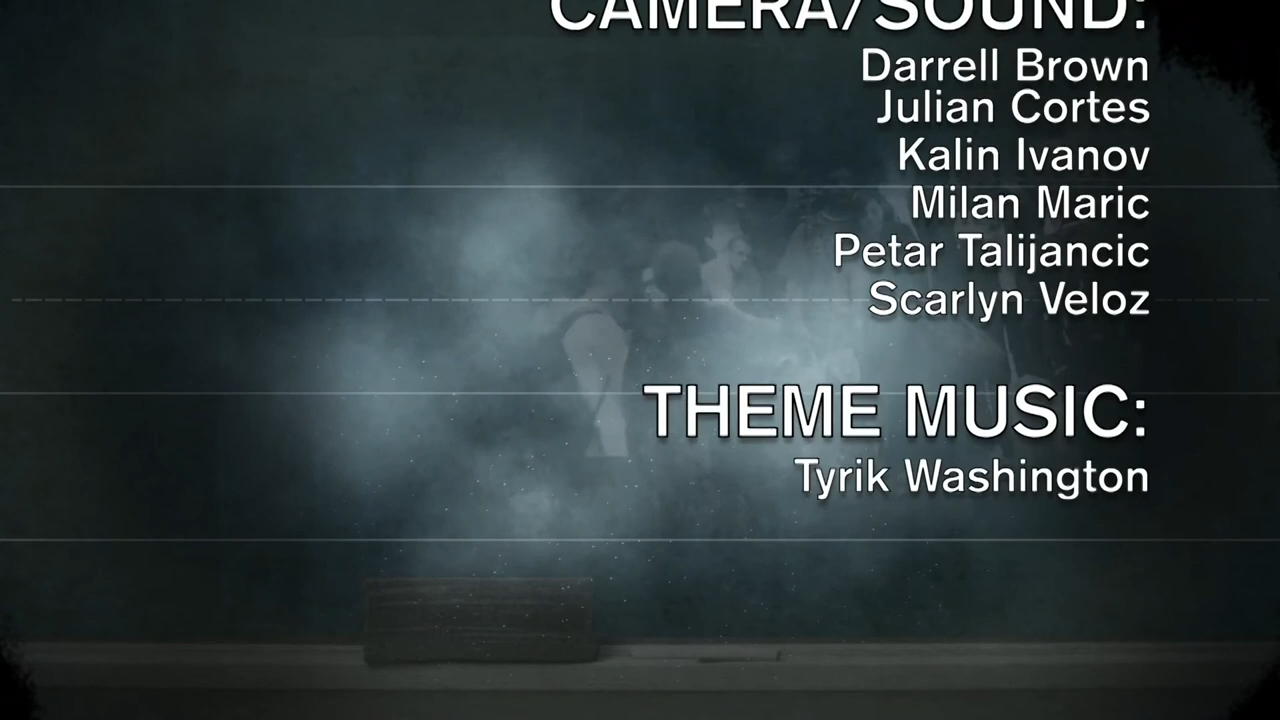 CAMERA/SOUND:
Darrell Brown
Julian Cortes
Kalin Ivanov
Milan Maric
Petar Talijancic
Scarlyn Veloz
THEME MUSIC:
Tyrik Washington